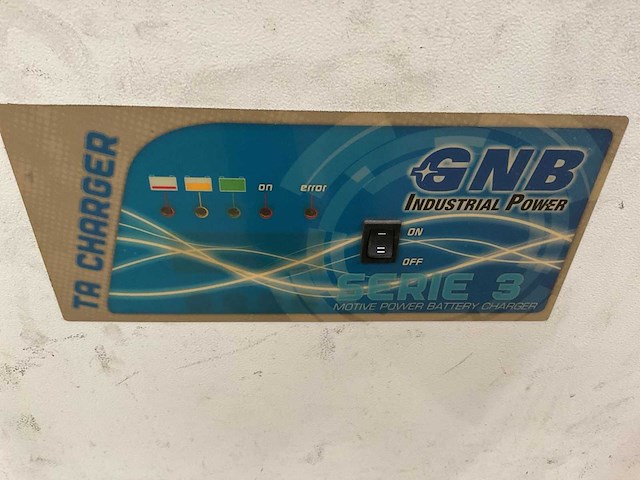 TA CHARGER
on
error
GNB
INDUSTRIAL POWER
ON
OFF
SERIE 3
MOTIVE POWER BATTERY CHARGER